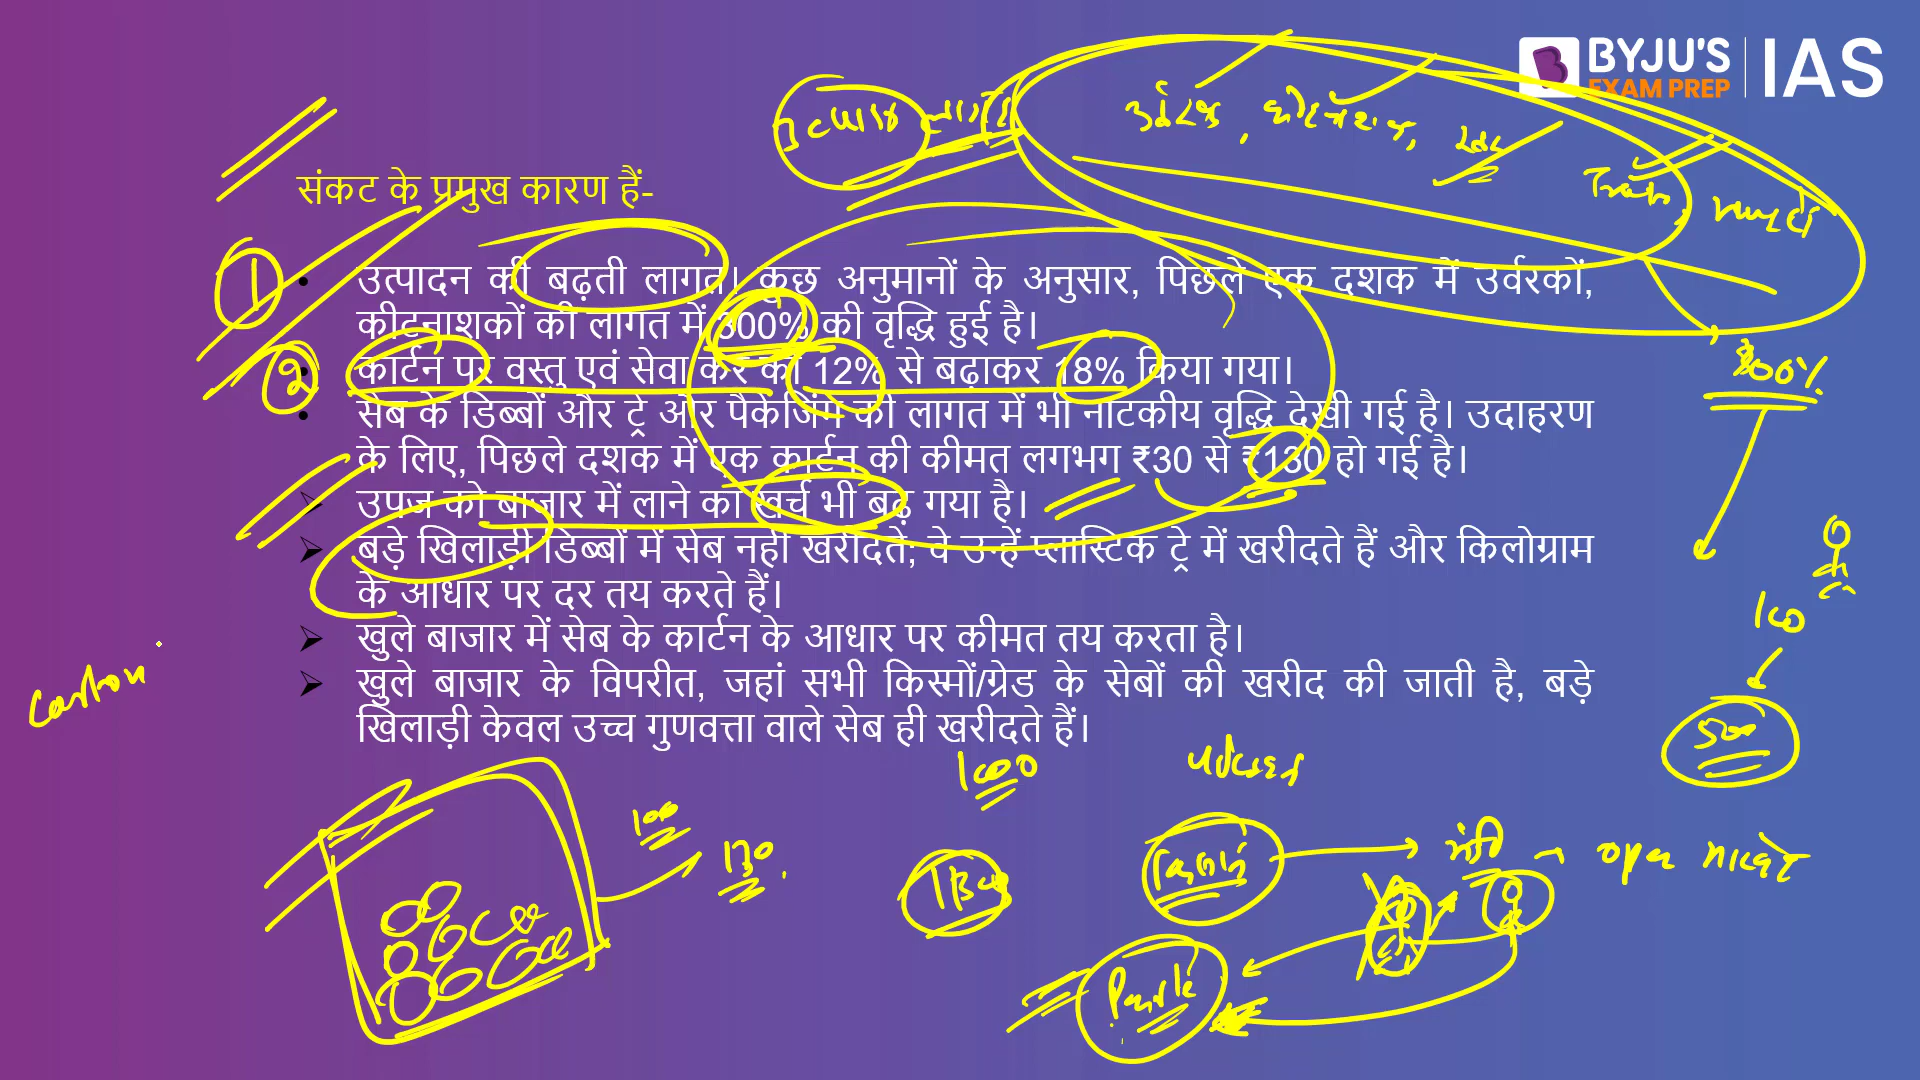 BYJU'S
EXAM PREP
IAS
संकट के प्रमुख कारण हैं-
उत्पादन की बढ़ती लागत। कुछ अनुमानों के अनुसार, पिछले एक दशक में उर्वरकों,
कीटनाशकों की लागत में 300% की वृद्धि हुई है।
कार्टन पर वस्तु एवं सेवा कर को 12% से बढ़ाकर 18% किया गया।
सेब के डिब्बों और ट्रे और पैकेजिंग की लागत में भी नाटकीय वृद्धि देखी गई है। उदाहरण
के लिए, पिछले दशक में एक कार्टन की कीमत लगभग ₹30 से ₹130 हो गई है।
उपज को बाजार में लाने का खर्च भी बढ़ गया है।
बड़े खिलाड़ी डिब्बों में सेब नहीं खरीदते; वे उन्हें प्लास्टिक ट्रे में खरीदते हैं और किलोग्राम
के आधार पर दर तय करते हैं।
खुले बाजार में सेब के कार्टन के आधार पर कीमत तय करता है।
खुले बाजार के विपरीत, जहां सभी किस्मों/ग्रेड के सेबों की खरीद की जाती है, बड़े
खिलाड़ी केवल उच्च गुणवत्ता वाले सेब ही खरीदते हैं।
1
2
300%
100
500
Carton
1000
100
130
मंडी
open मार्केट